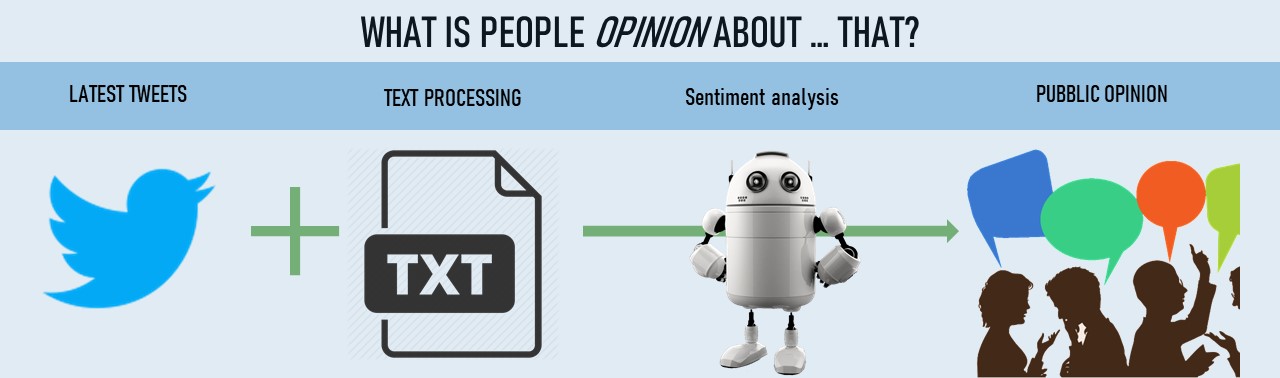 WHAT IS PEOPLE OPINION ABOUT ... THAT?
LATEST TWEETS
TEXT PROCESSING
Sentiment analysis
PUBBLIC OPINION
TXT